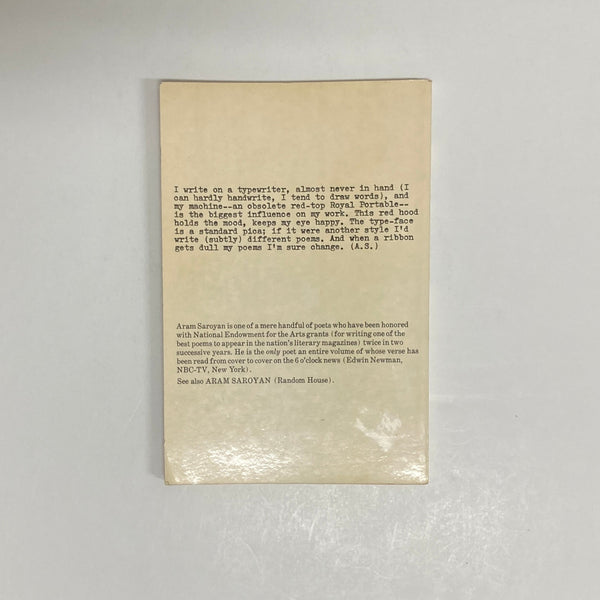 I write on a typewriter, almost never in hand (I
can hardly handwrite, I tend to draw words), and
my machine--an obsolete red-top Royal Portable--
is the biggest influence on my work. This red hood
holds the mood, keeps my eye happy. The type-face
is a standard pica; if it were another style I'd
write (subtly) different poems. And when a ribbon
gets dull my poems I'm sure change. (A.S.)
Aram Saroyan is one of a mere handful of poets who have been honored
with National Endowment for the Arts grants (for writing one of the
best poems to appear in the nation's literary magazines) twice in two
successive years. He is the only poet an entire volume of whose verse has
been read from cover to cover on the 6 o'clock news (Edwin Newman,
NBC-TV, New York).
See also ARAM SAROYAN (Random House).